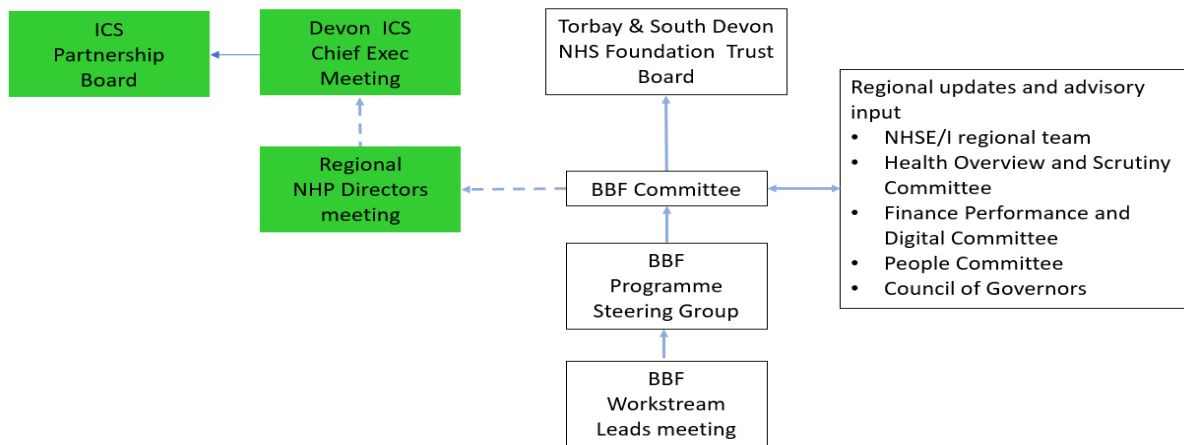 ICS
Partnership
Board
Devon ICS
Chief Exec
Meeting
Torbay & South Devon
NHS Foundation Trust
Board
Regional updates and advisory
input
• NHSE/I regional team
• Health Overview and Scrutiny
Committee
• Finance Performance and
Digital Committee
• People Committee
• Council of Governors
Regional
NHP Directors
meeting
BBF Committee
BBF
Programme
Steering Group
BBF
Workstream
Leads meeting